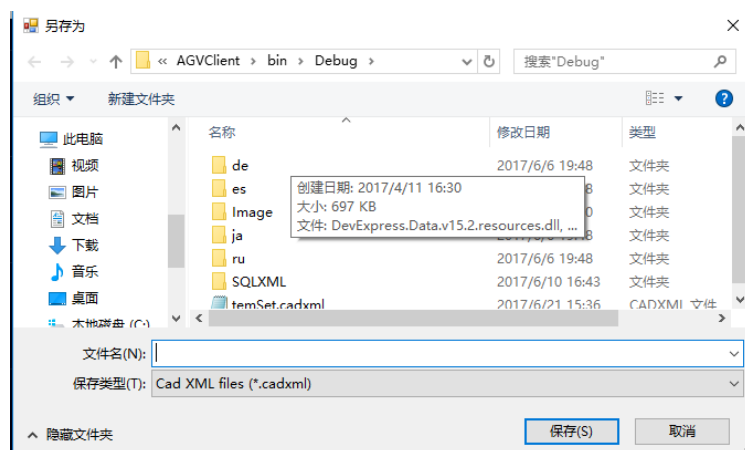 另存为
« AGVClient › bin › Debug ›
搜索"Debug"
组织 新建文件夹
名称 修改日期 类型
此电脑
视频
图片
文档
下载
音乐
桌面
本地磁盘 (C:)
de 2017/6/6 19:48 文件夹
es 文件夹
Image 文件夹
ja 文件夹
ru 2017/6/6 19:48 文件夹
SQLXML 2017/6/10 16:43 文件夹
temSet.cadxml 2017/6/21 15:36 CADXML 文件
创建日期: 2017/4/11 16:30
大小: 697 KB
文件: DevExpress.Data.v15.2.resources.dll, ...
文件名(N):
保存类型(T): Cad XML files (*.cadxml)
隐藏文件夹 保存(S) 取消